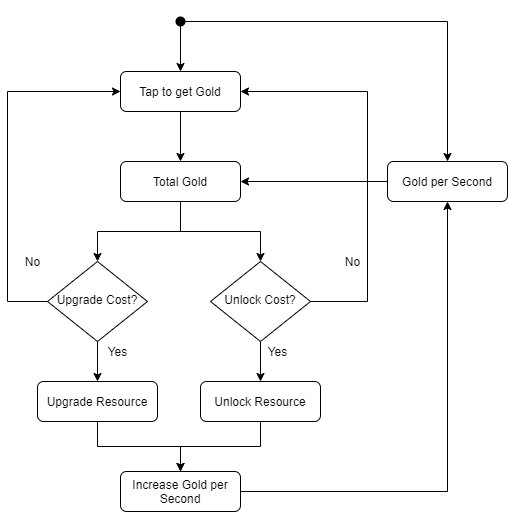 Tap to get Gold
Total Gold
Gold per Second
No
No
Upgrade Cost?
Unlock Cost?
Yes
Yes
Upgrade Resource
Unlock Resource
Increase Gold per
Second